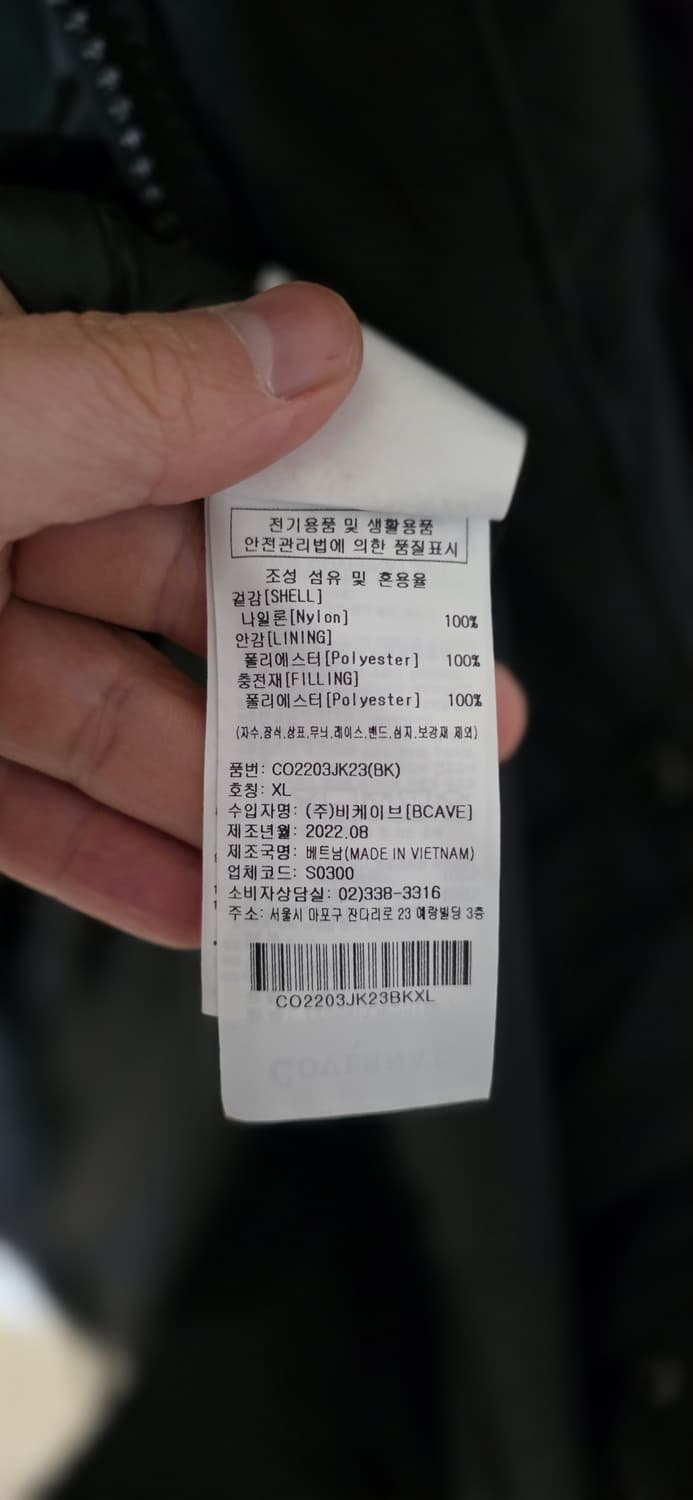 전기용품 및 생활용품
안전관리법에 의한 품질표시
조성 섬유 및 혼용율
겉감[SHELL]
나일론[Nylon] 100%
안감[LINING]
폴리에스터[Polyester] 100%
충전재[FILLING]
폴리에스터[Polyester] 100%
(자수,장식,상표,무늬,레이스,밴드,심지,보강재 제외)
품번: CO2203JK23(BK)
호칭: XL
수입자명: (주)비케이브[BCAVE]
제조년월: 2022.08
제조국명: 베트남(MADE IN VIETNAM)
업체코드: S0300
소비자상담실: 02)338-3316
주소: 서울시 마포구 잔다리로 23 예랑빌딩 3층
CO2203JK23BKXL